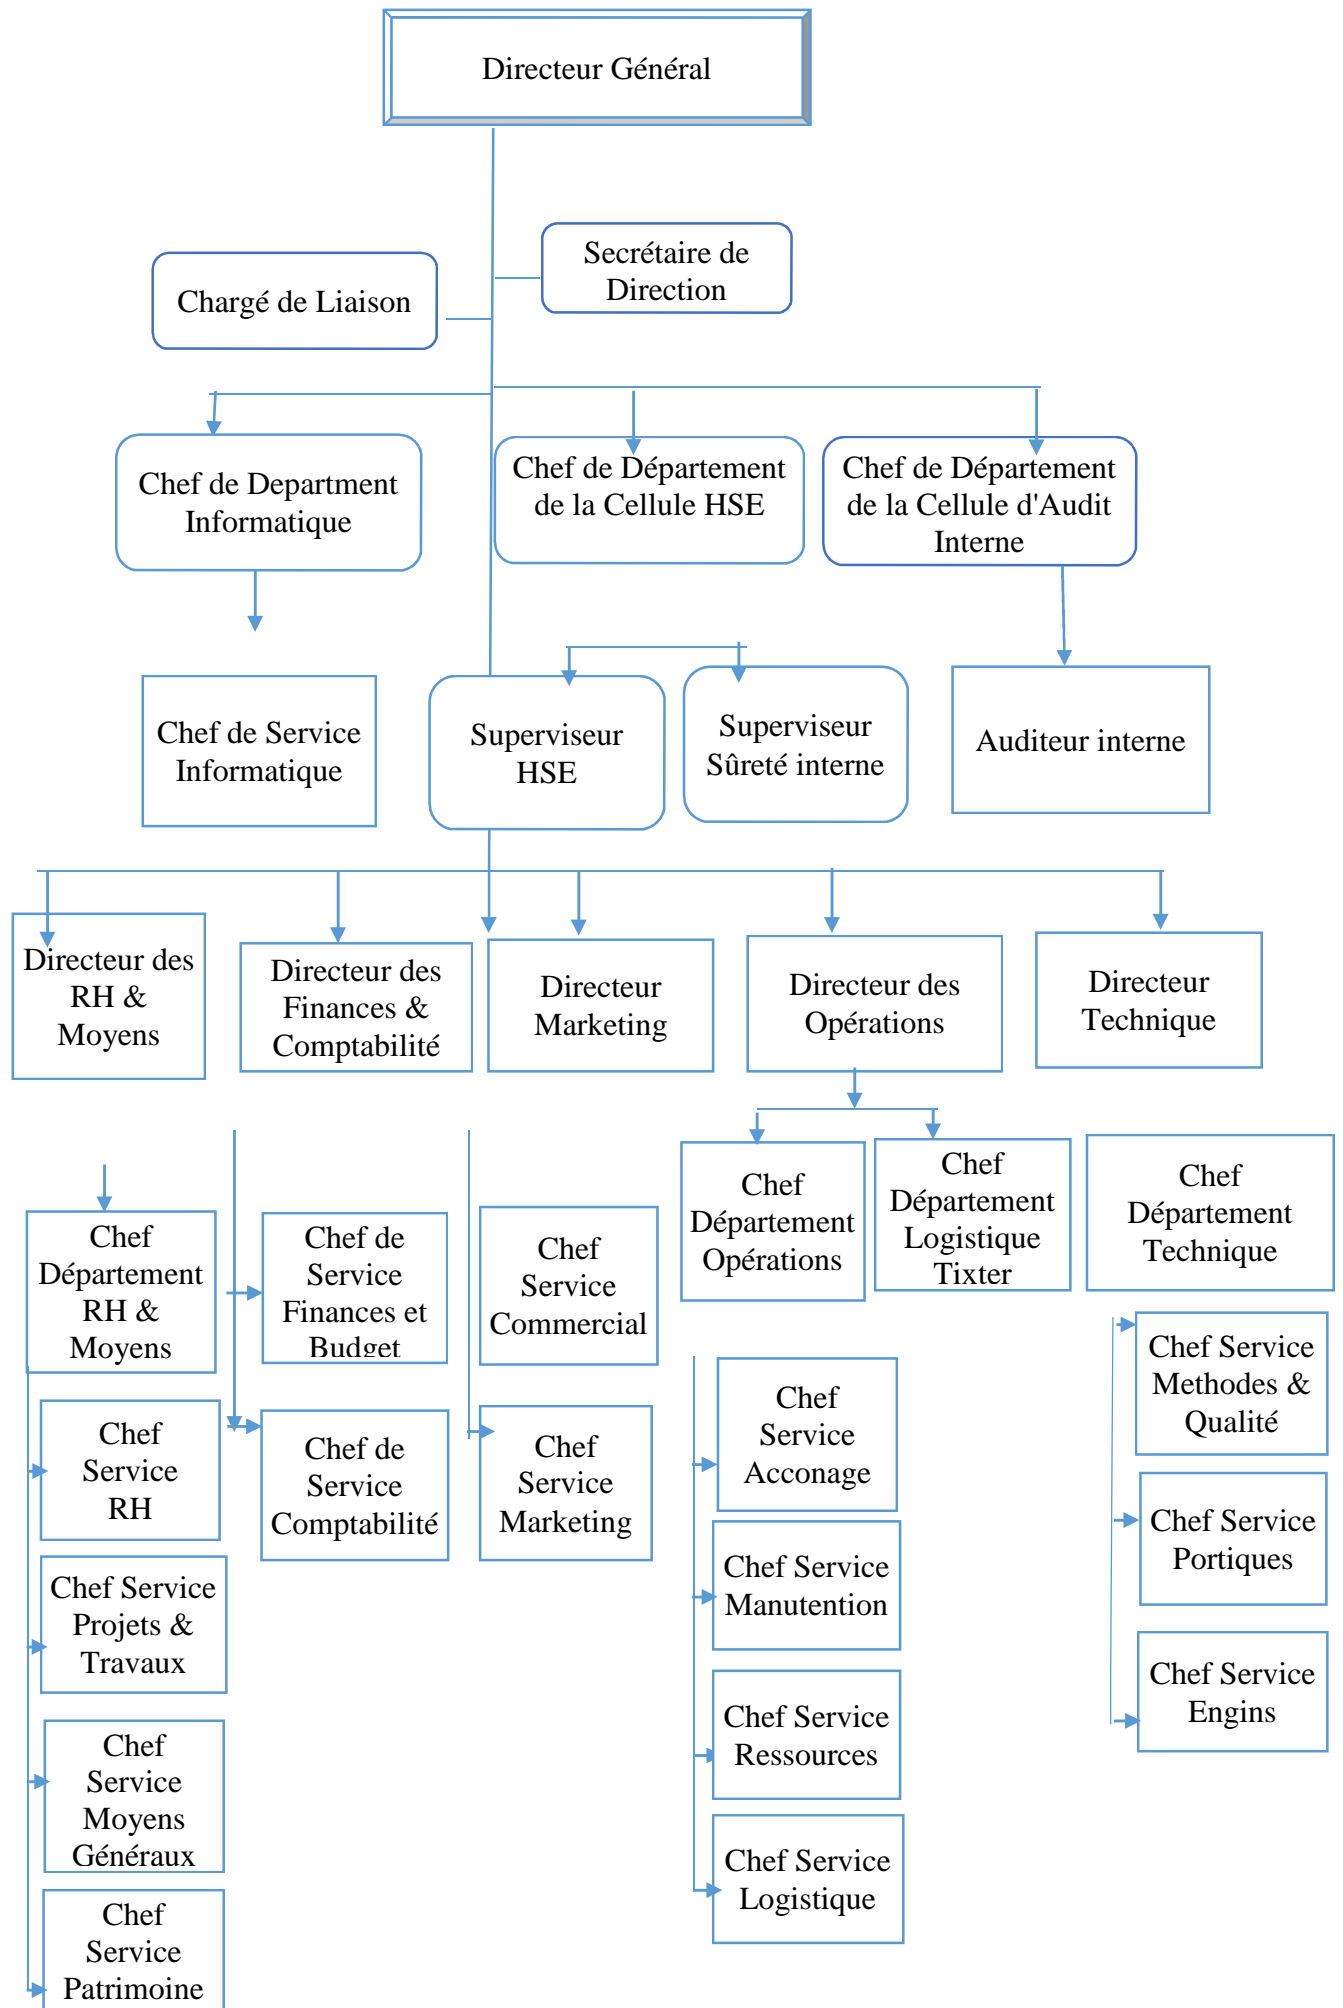 Directeur Général
Secrétaire de
Direction
Chargé de Liaison
Chef de Department
Informatique
Chef de Département
de la Cellule HSE
Chef de Département
de la Cellule d'Audit
Interne
Chef de Service
Informatique
Superviseur
HSE
Superviseur
Sûreté interne
Auditeur interne
Directeur des
RH &
Moyens
Directeur des
Finances &
Comptabilité
Directeur
Marketing
Directeur des
Opérations
Directeur
Technique
Chef
Département
RH &
Moyens
Chef de
Service
Finances et
Budget
Chef
Service
Commercial
Chef
Département
Opérations
Chef
Département
Logistique
Tixter
Chef
Département
Technique
Chef
Service
RH
Chef de
Service
Comptabilité
Chef
Service
Marketing
Chef
Service
Acconage
Chef Service
Methodes &
Qualité
Chef Service
Projets &
Travaux
Chef Service
Manutention
Chef Service
Portiques
Chef
Service
Moyens
Généraux
Chef Service
Ressources
Chef Service
Engins
Chef
Service
Patrimoine
Chef Service
Logistique